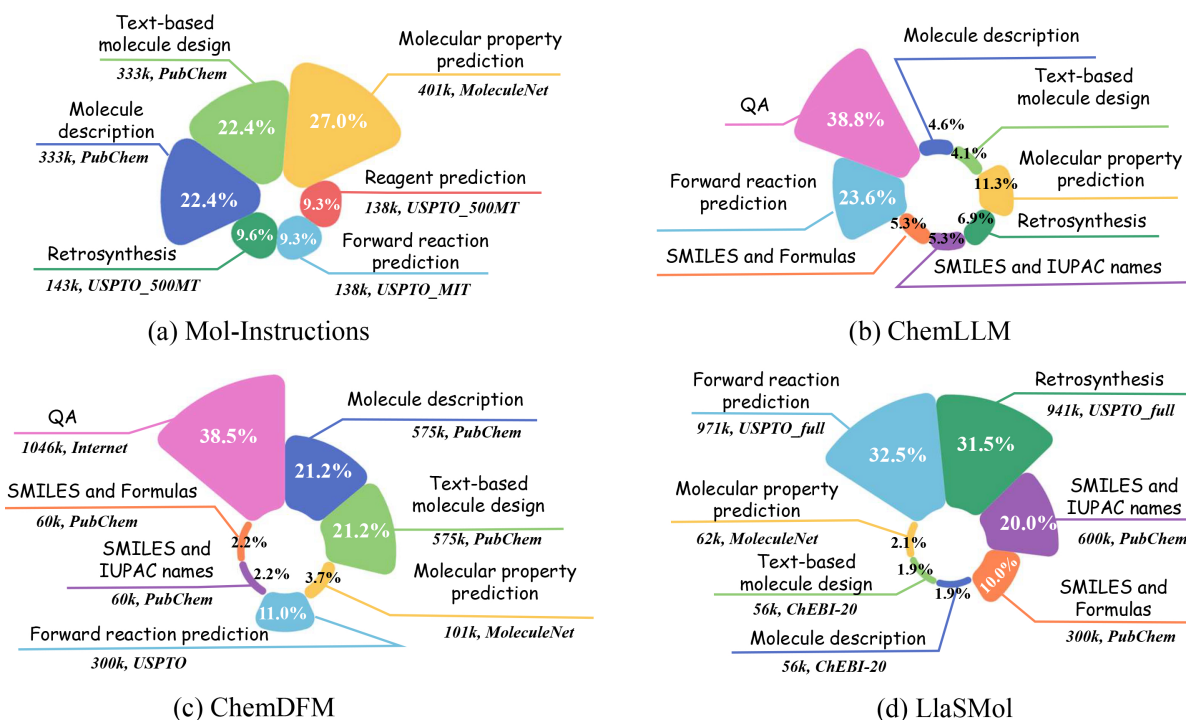 Text-based
molecule design
333k, PubChem
22.4%
Molecular property
prediction
401k, MoleculeNet
27.0%
Molecule
description
333k, PubChem
22.4%
Reagent prediction
138k, USPTO_500MT
9.3%
Retrosynthesis
143k, USPTO_500MT
9.6%
Forward reaction
prediction
138k, USPTO_MIT
9.3%
(a) Mol-Instructions
Molecule description
4.6%
QA
38.8%
Text-based
molecule design
4.1%
Molecular property
prediction
11.3%
Forward reaction
prediction
23.6%
Retrosynthesis
6.9%
SMILES and Formulas
5.3%
SMILES and IUPAC names
5.3%
(b) ChemLLM
QA
1046k, Internet
38.5%
Molecule description
575k, PubChem
21.2%
SMILES and Formulas
60k, PubChem
2.2%
Text-based
molecule design
575k, PubChem
21.2%
SMILES and
IUPAC names
60k, PubChem
2.2%
Molecular property
prediction
101k, MoleculeNet
3.7%
Forward reaction prediction
300k, USPTO
11.0%
(c) ChemDFM
Forward reaction
prediction
971k, USPTO_full
32.5%
Retrosynthesis
941k, USPTO_full
31.5%
Molecular property
prediction
62k, MoleculeNet
2.1%
SMILES and
IUPAC names
600k, PubChem
20.0%
Text-based
molecule design
56k, ChEBI-20
1.9%
SMILES and
Formulas
300k, PubChem
10.0%
Molecule description
56k, ChEBI-20
1.9%
(d) LlaSMol